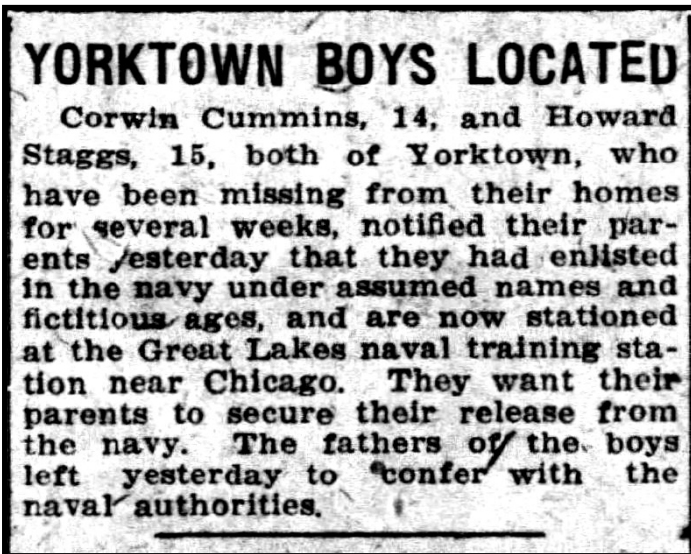 YORKTOWN BOYS LOCATED
Corwin Cummins, 14, and Howard
Staggs, 15, both of Yorktown, who
have been missing from their homes
for several weeks, notified their par-
ents yesterday that they had enlisted
in the navy under assumed names and
fictitious ages, and are now stationed
at the Great Lakes naval training sta-
tion near Chicago. They want their
parents to secure their release from
the navy. The fathers of the boys
left yesterday to confer with the
naval authorities.